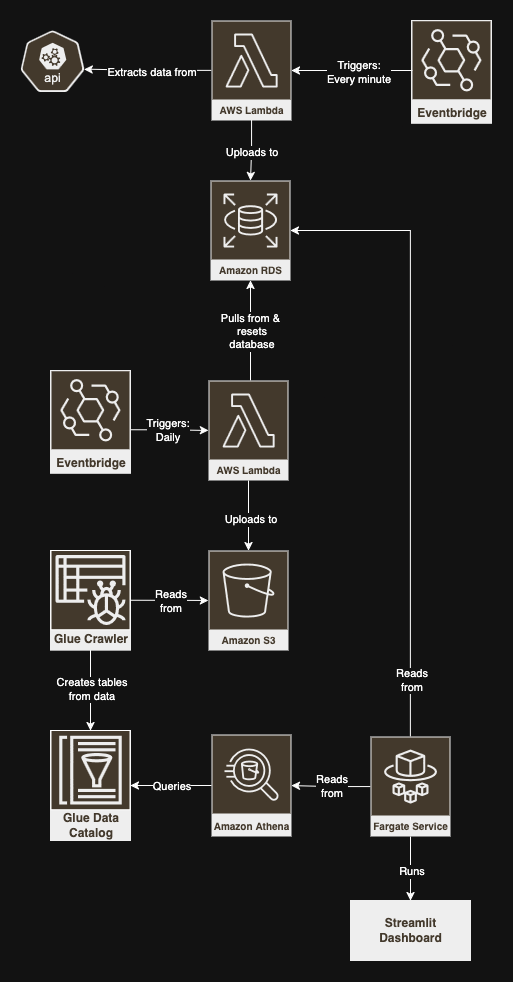 api
Extracts data from
AWS Lambda
Triggers:
Every minute
Eventbridge
Uploads to
Amazon RDS
Pulls from &
resets
database
Eventbridge
Triggers:
Daily
AWS Lambda
Uploads to
Glue Crawler
Reads
from
Amazon S3
Creates tables
from data
Reads
from
Glue Data
Catalog
Queries
Amazon Athena
Reads
from
Fargate Service
Runs
Streamlit
Dashboard